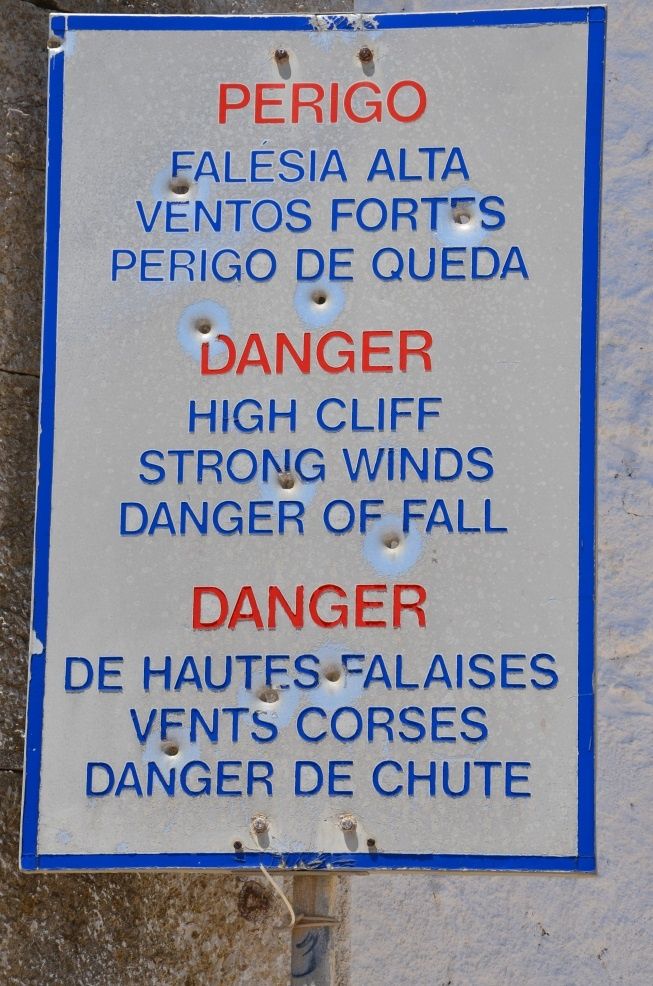 PERIGO
FALÉSIA ALTA
VENTOS FORTES
PERIGO DE QUEDA
DANGER
HIGH CLIFF
STRONG WINDS
DANGER OF FALL
DANGER
DE HAUTES FALAISES
VENTS CORSES
DANGER DE CHUTE